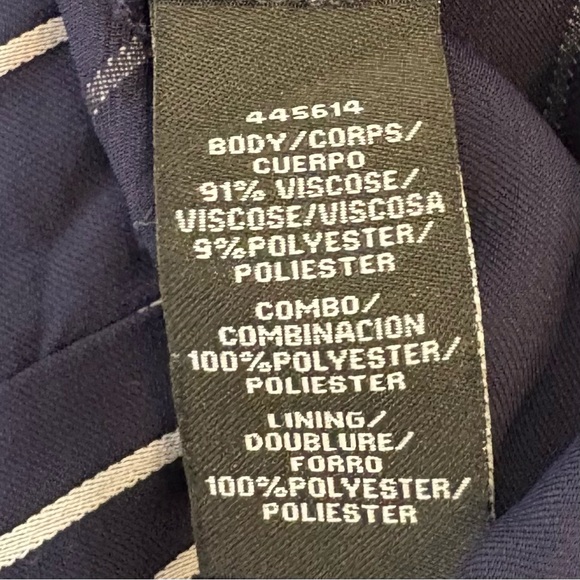 445614
BODY/CORPS/
CUERPO
91% VISCOSE/
VISCOSE/VISCOSA
9%POLYESTER/
POLIESTER
COMBO/
COMBINACION
100%POLYESTER/
POLIESTER
LINING/
DOUBLURE/
FORRO
100%POLYESTER/
POLIESTER